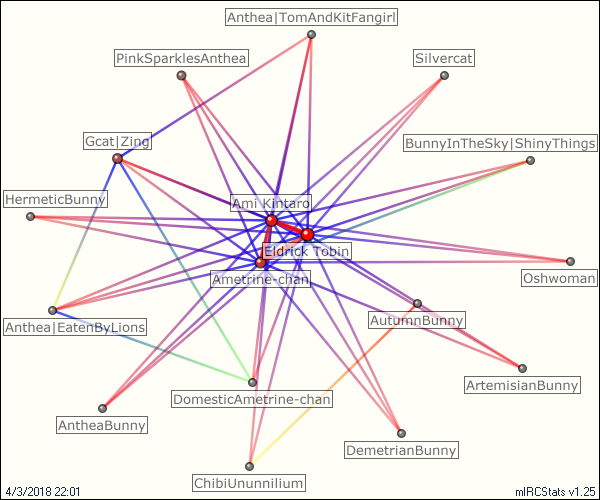 Anthea|TomAndKitFangirl
PinkSparklesAnthea
Silvercat
Gcat|Zing
BunnyInTheSky|ShinyThings
HermeticBunny
Ami Kintaro
Eldrick Tobin
Ametrine-chan
Oshwoman
Anthea|EatenByLions
AutumnBunny
ArtemisianBunny
DomesticAmetrine-chan
AntheaBunny
DemetrianBunny
ChibiUnunnilium
4/3/2018 22:01
mIRCStats v1.25